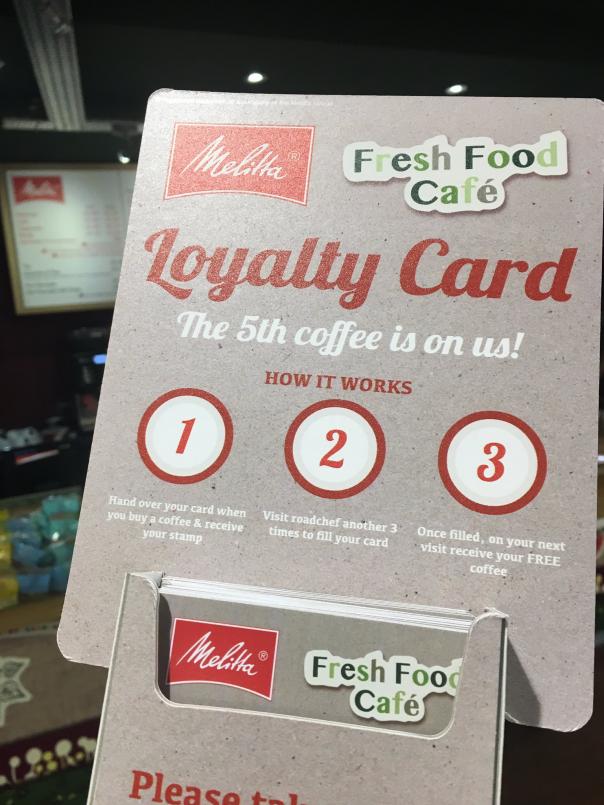 Melitta®
Fresh Food
Café
Loyalty Card
The 5th coffee is on us!
HOW IT WORKS
1
2
3
Hand over your card when
you buy a coffee & receive
your stamp
Visit roadchef another 3
times to fill your card
Once filled, on your next
visit receive your FREE
coffee
Melitta®
Fresh Food
Café
Please
Melitta